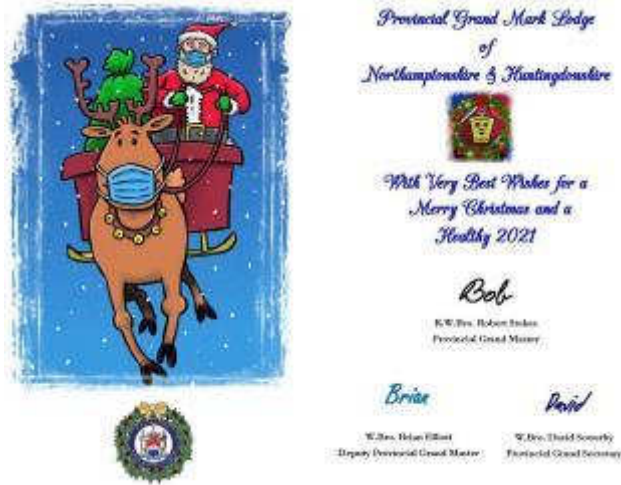 Provincial Grand Mark Lodge
of
Northamptonshire & Huntingdonshire
With Very Best Wishes for a
Merry Christmas and a
Healthy 2021
Bob
R.W.Bro. Robert Stokes
Provincial Grand Master
Brian
W.Bro. Brian Elliott
Deputy Provincial Grand Master
David
W.Bro. David
Provincial Grand Secretary